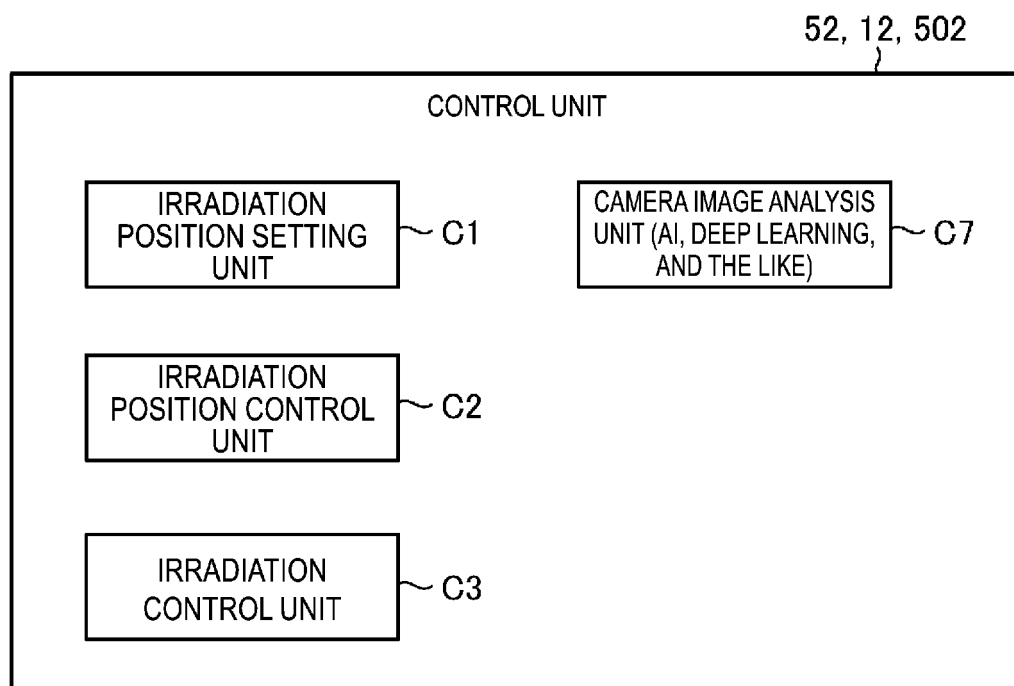 52, 12, 502
CONTROL UNIT
IRRADIATION
POSITION SETTING
UNIT
C1
CAMERA IMAGE ANALYSIS
UNIT (AI, DEEP LEARNING,
AND THE LIKE)
C7
IRRADIATION
POSITION CONTROL
UNIT
C2
IRRADIATION
CONTROL UNIT
C3